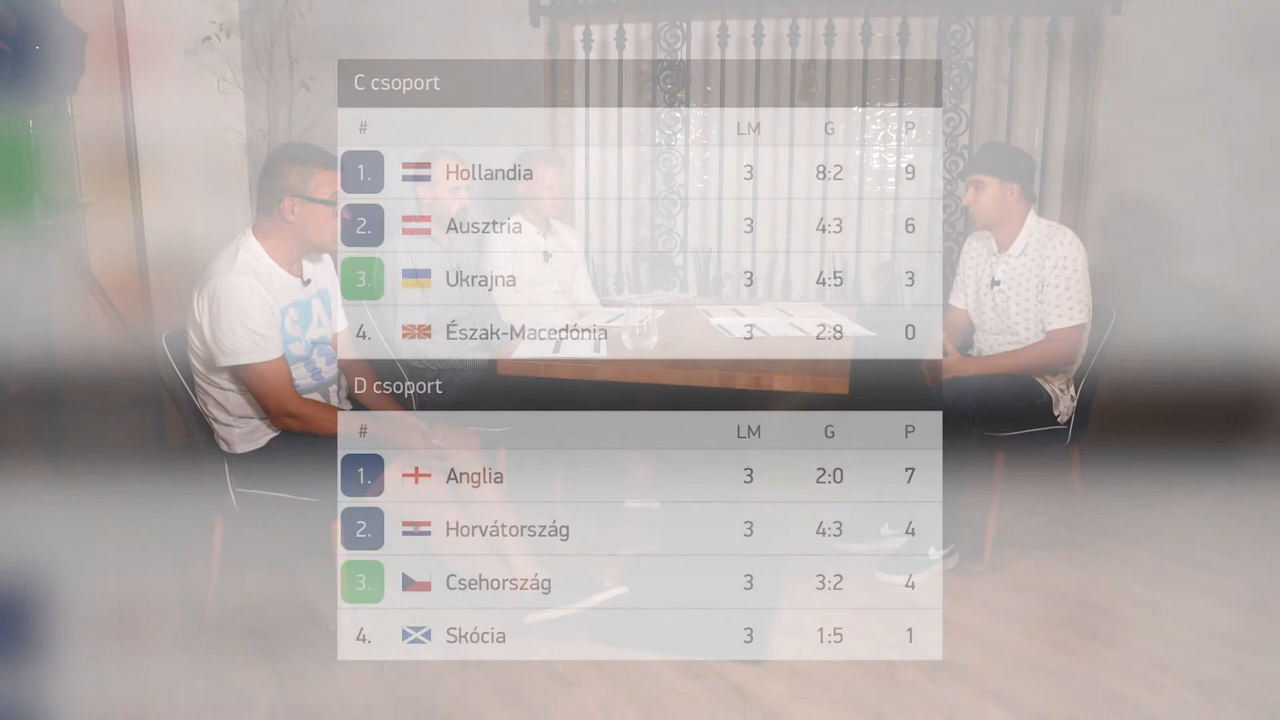 C csoport
# LM G P
1. Hollandia 3 8:2 9
2. Ausztria 3 4:3 6
3. Ukrajna 3 4:5 3
4. Észak-Macedónia 3 2:8 0
D csoport
# LM G P
1. Anglia 3 2:0 7
2. Horvátország 3 4:3 4
3. Csehország 3 3:2 4
4. Skócia 3 1:5 1